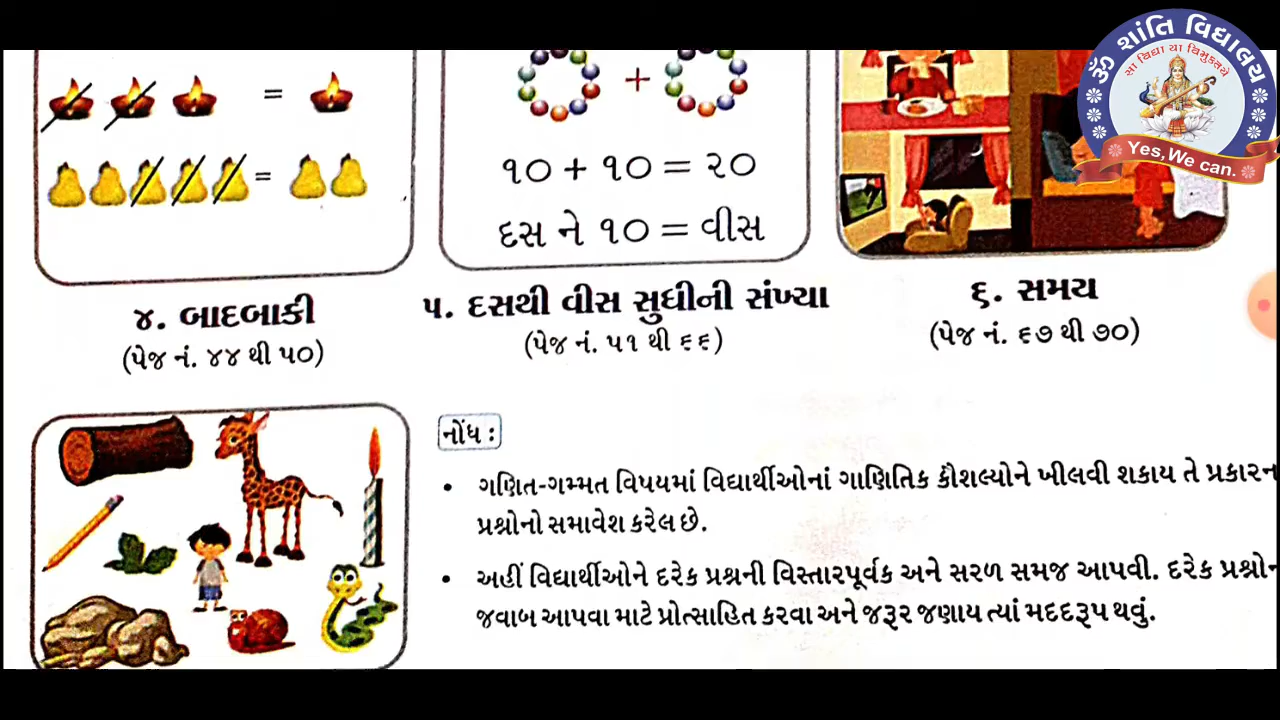 ૐ શાંતિ વિદ્યાલય
સા વિદ્યા યા વિમુક્તયે
Yes, We can.
=
=
+
૧૦ + ૧૦ = ૨૦
દસ ને ૧૦ = વીસ
૪. બાદબાકી
(પેજ નં. ૪૪ થી ૫૦)
૫. દસથી વીસ સુધીની સંખ્યા
(પેજ નં. ૫૧ થી ૬૬)
૬. સમય
(પેજ નં. ૬૭ થી ૭૦)
નોંધ :
• ગણિત-ગમ્મત વિષયમાં વિદ્યાર્થીઓનાં ગાણિતિક કૌશલ્યોને ખીલવી શકાય તે પ્રકારન
પ્રશ્નોનો સમાવેશ કરેલ છે.
• અહીં વિદ્યાર્થીઓને દરેક પ્રશ્નની વિસ્તારપૂર્વક અને સરળ સમજ આપવી. દરેક પ્રશ્નોન
જવાબ આપવા માટે પ્રોત્સાહિત કરવા અને જરૂર જણાય ત્યાં મદદરૂપ થવું.